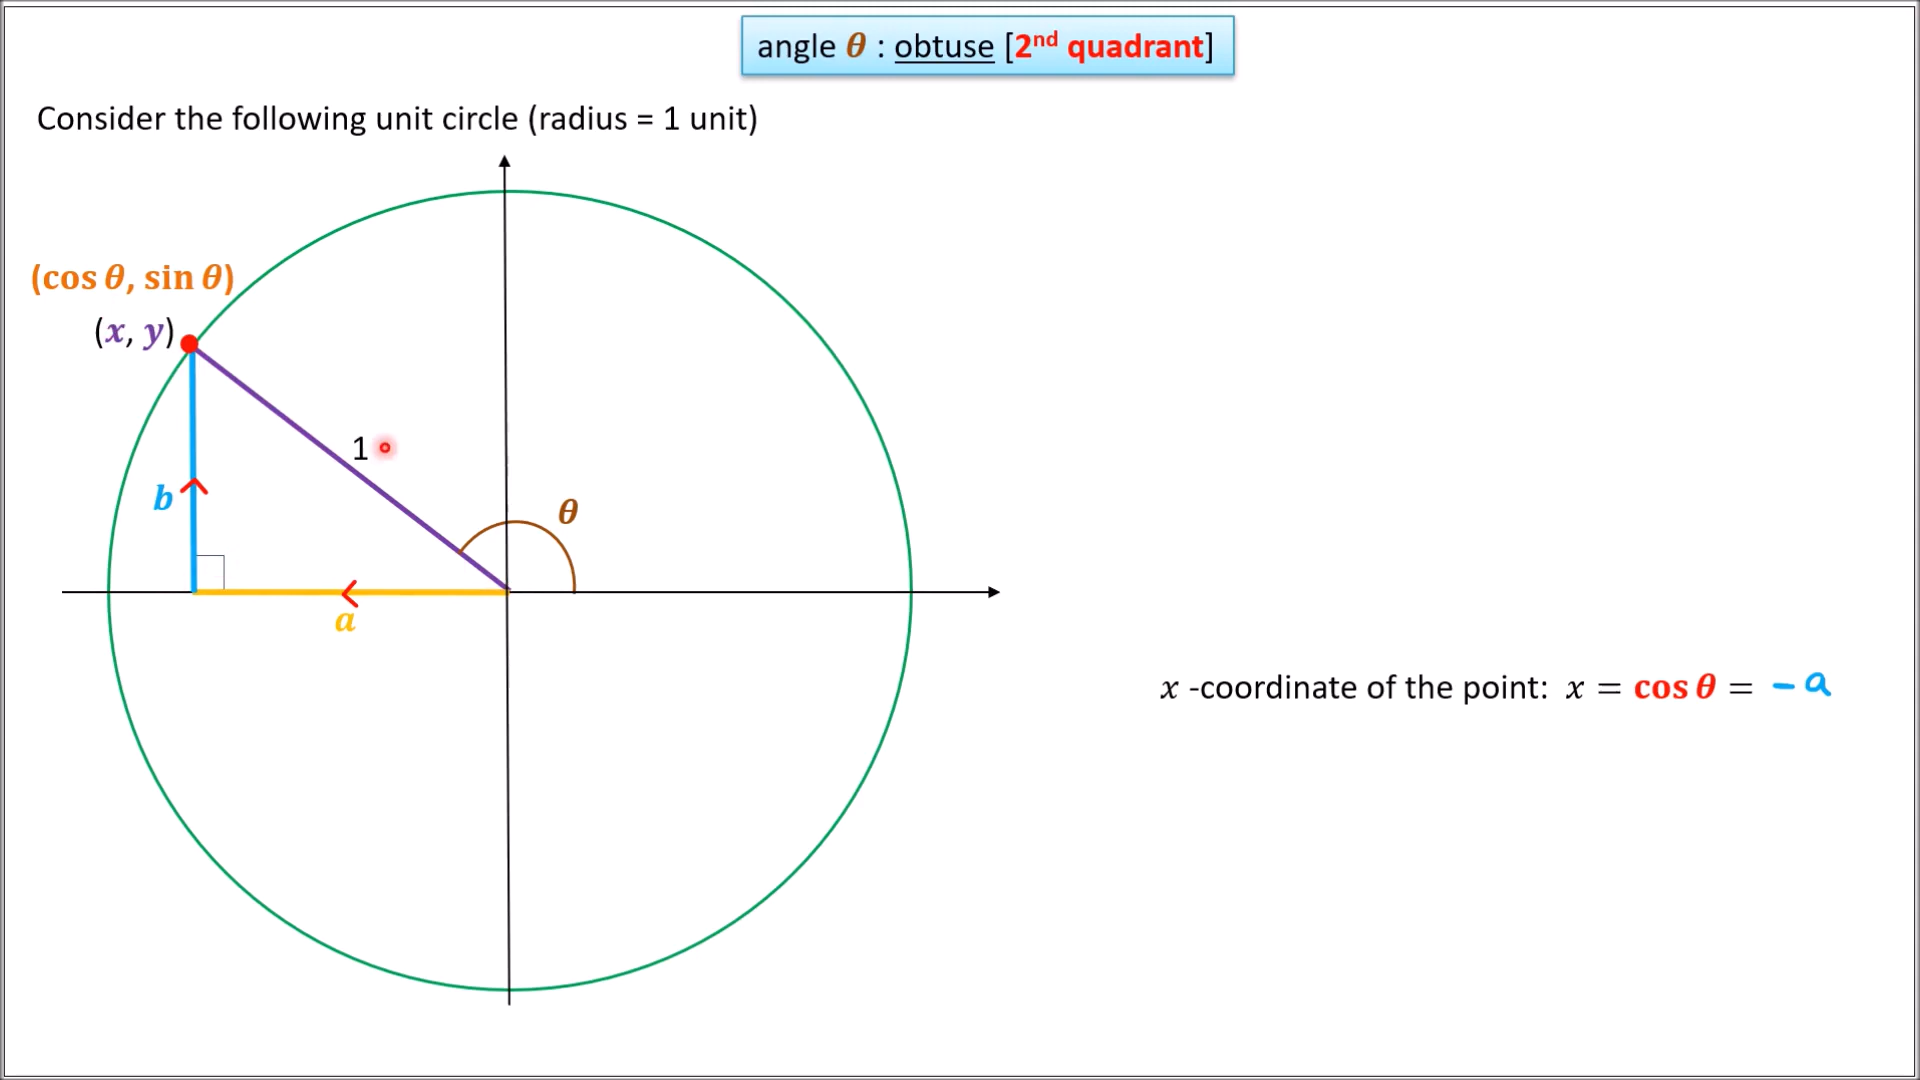 angle θ : obtuse [2nd quadrant]
Consider the following unit circle (radius = 1 unit)
(cos θ, sin θ)
(x, y)
1
b
θ
a
x -coordinate of the point: x = cos θ = - a